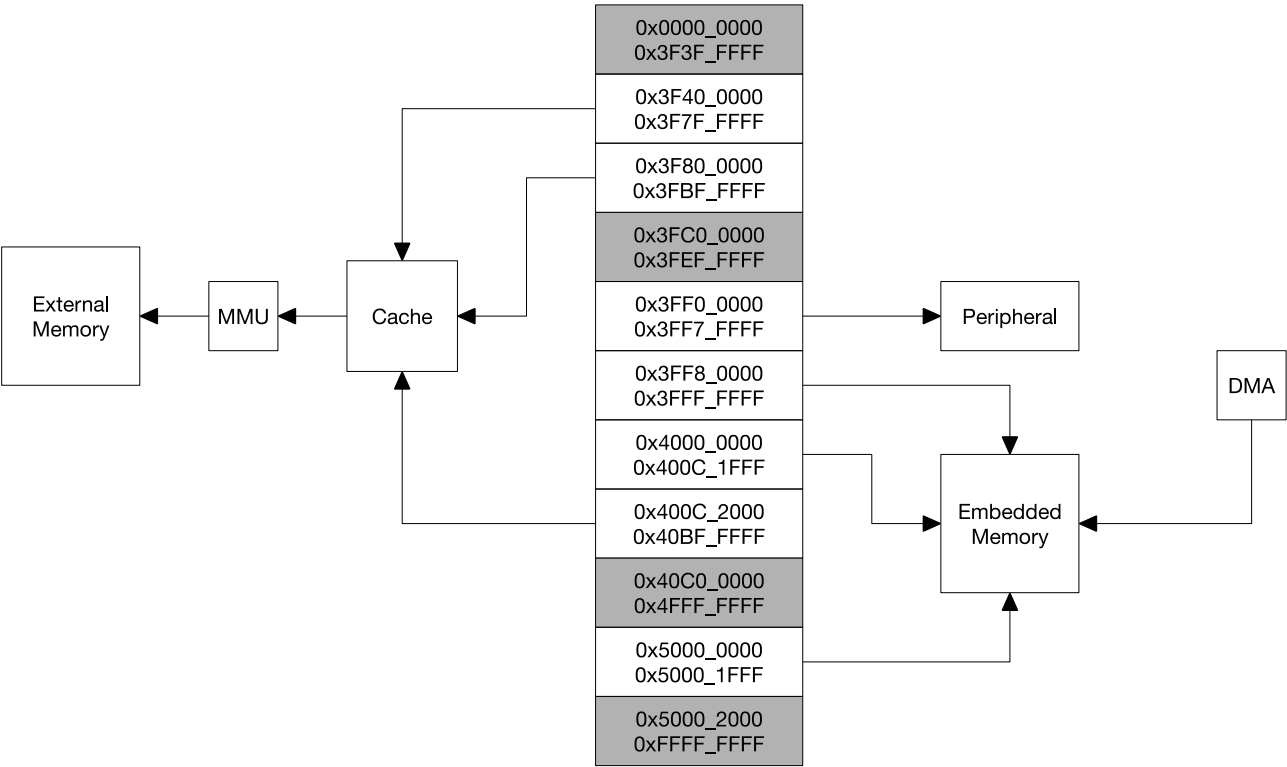 0x0000_0000
0x3F3F_FFFF
0x3F40_0000
0x3F7F_FFFF
0x3F80_0000
0x3FBF_FFFF
0x3FC0_0000
0x3FEF_FFFF
External
Memory
MMU
Cache
0x3FF0_0000
0x3FF7_FFFF
Peripheral
0x3FF8_0000
0x3FFF_FFFF
DMA
0x4000_0000
0x400C_1FFF
0x400C_2000
0x40BF_FFFF
Embedded
Memory
0x40C0_0000
0x4FFF_FFFF
0x5000_0000
0x5000_1FFF
0x5000_2000
0xFFFF_FFFF